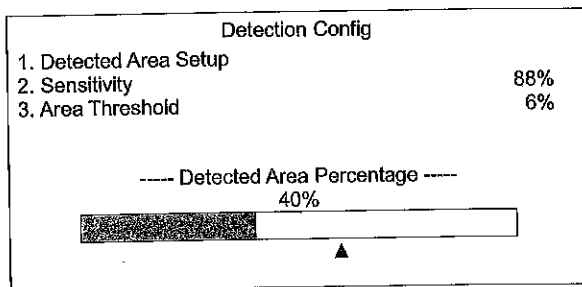 Detection Config
1. Detected Area Setup
2. Sensitivity 88%
3. Area Threshold 6%
----- Detected Area Percentage -----
40%